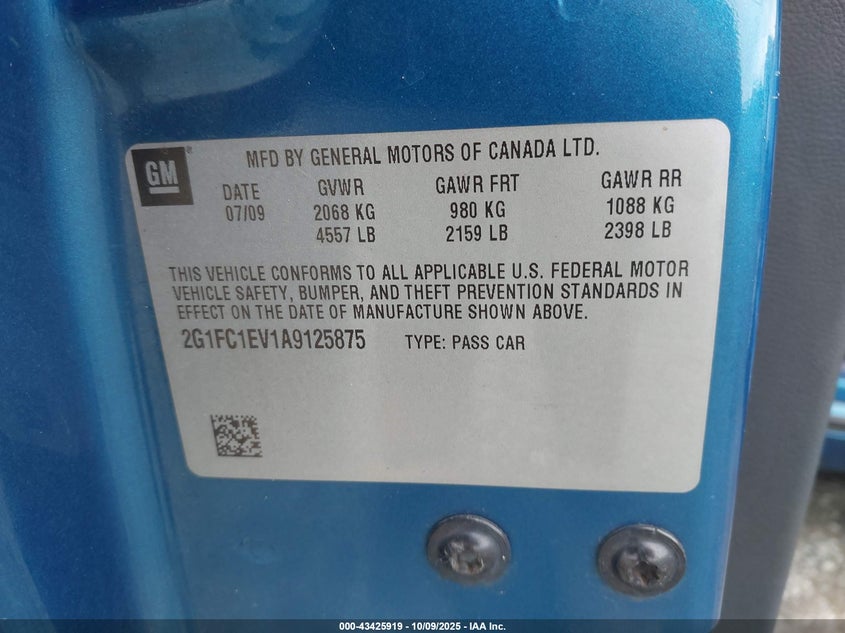 GM
MFD BY GENERAL MOTORS OF CANADA LTD.
DATE GVWR GAWR FRT GAWR RR
07/09 2068 KG 980 KG 1088 KG
4557 LB 2159 LB 2398 LB
THIS VEHICLE CONFORMS TO ALL APPLICABLE U.S. FEDERAL MOTOR
VEHICLE SAFETY, BUMPER, AND THEFT PREVENTION STANDARDS IN
EFFECT ON THE DATE OF MANUFACTURE SHOWN ABOVE.
2G1FC1EV1A9125875 TYPE: PASS CAR
000-43425919 - 10/09/2025 - IAA Inc.